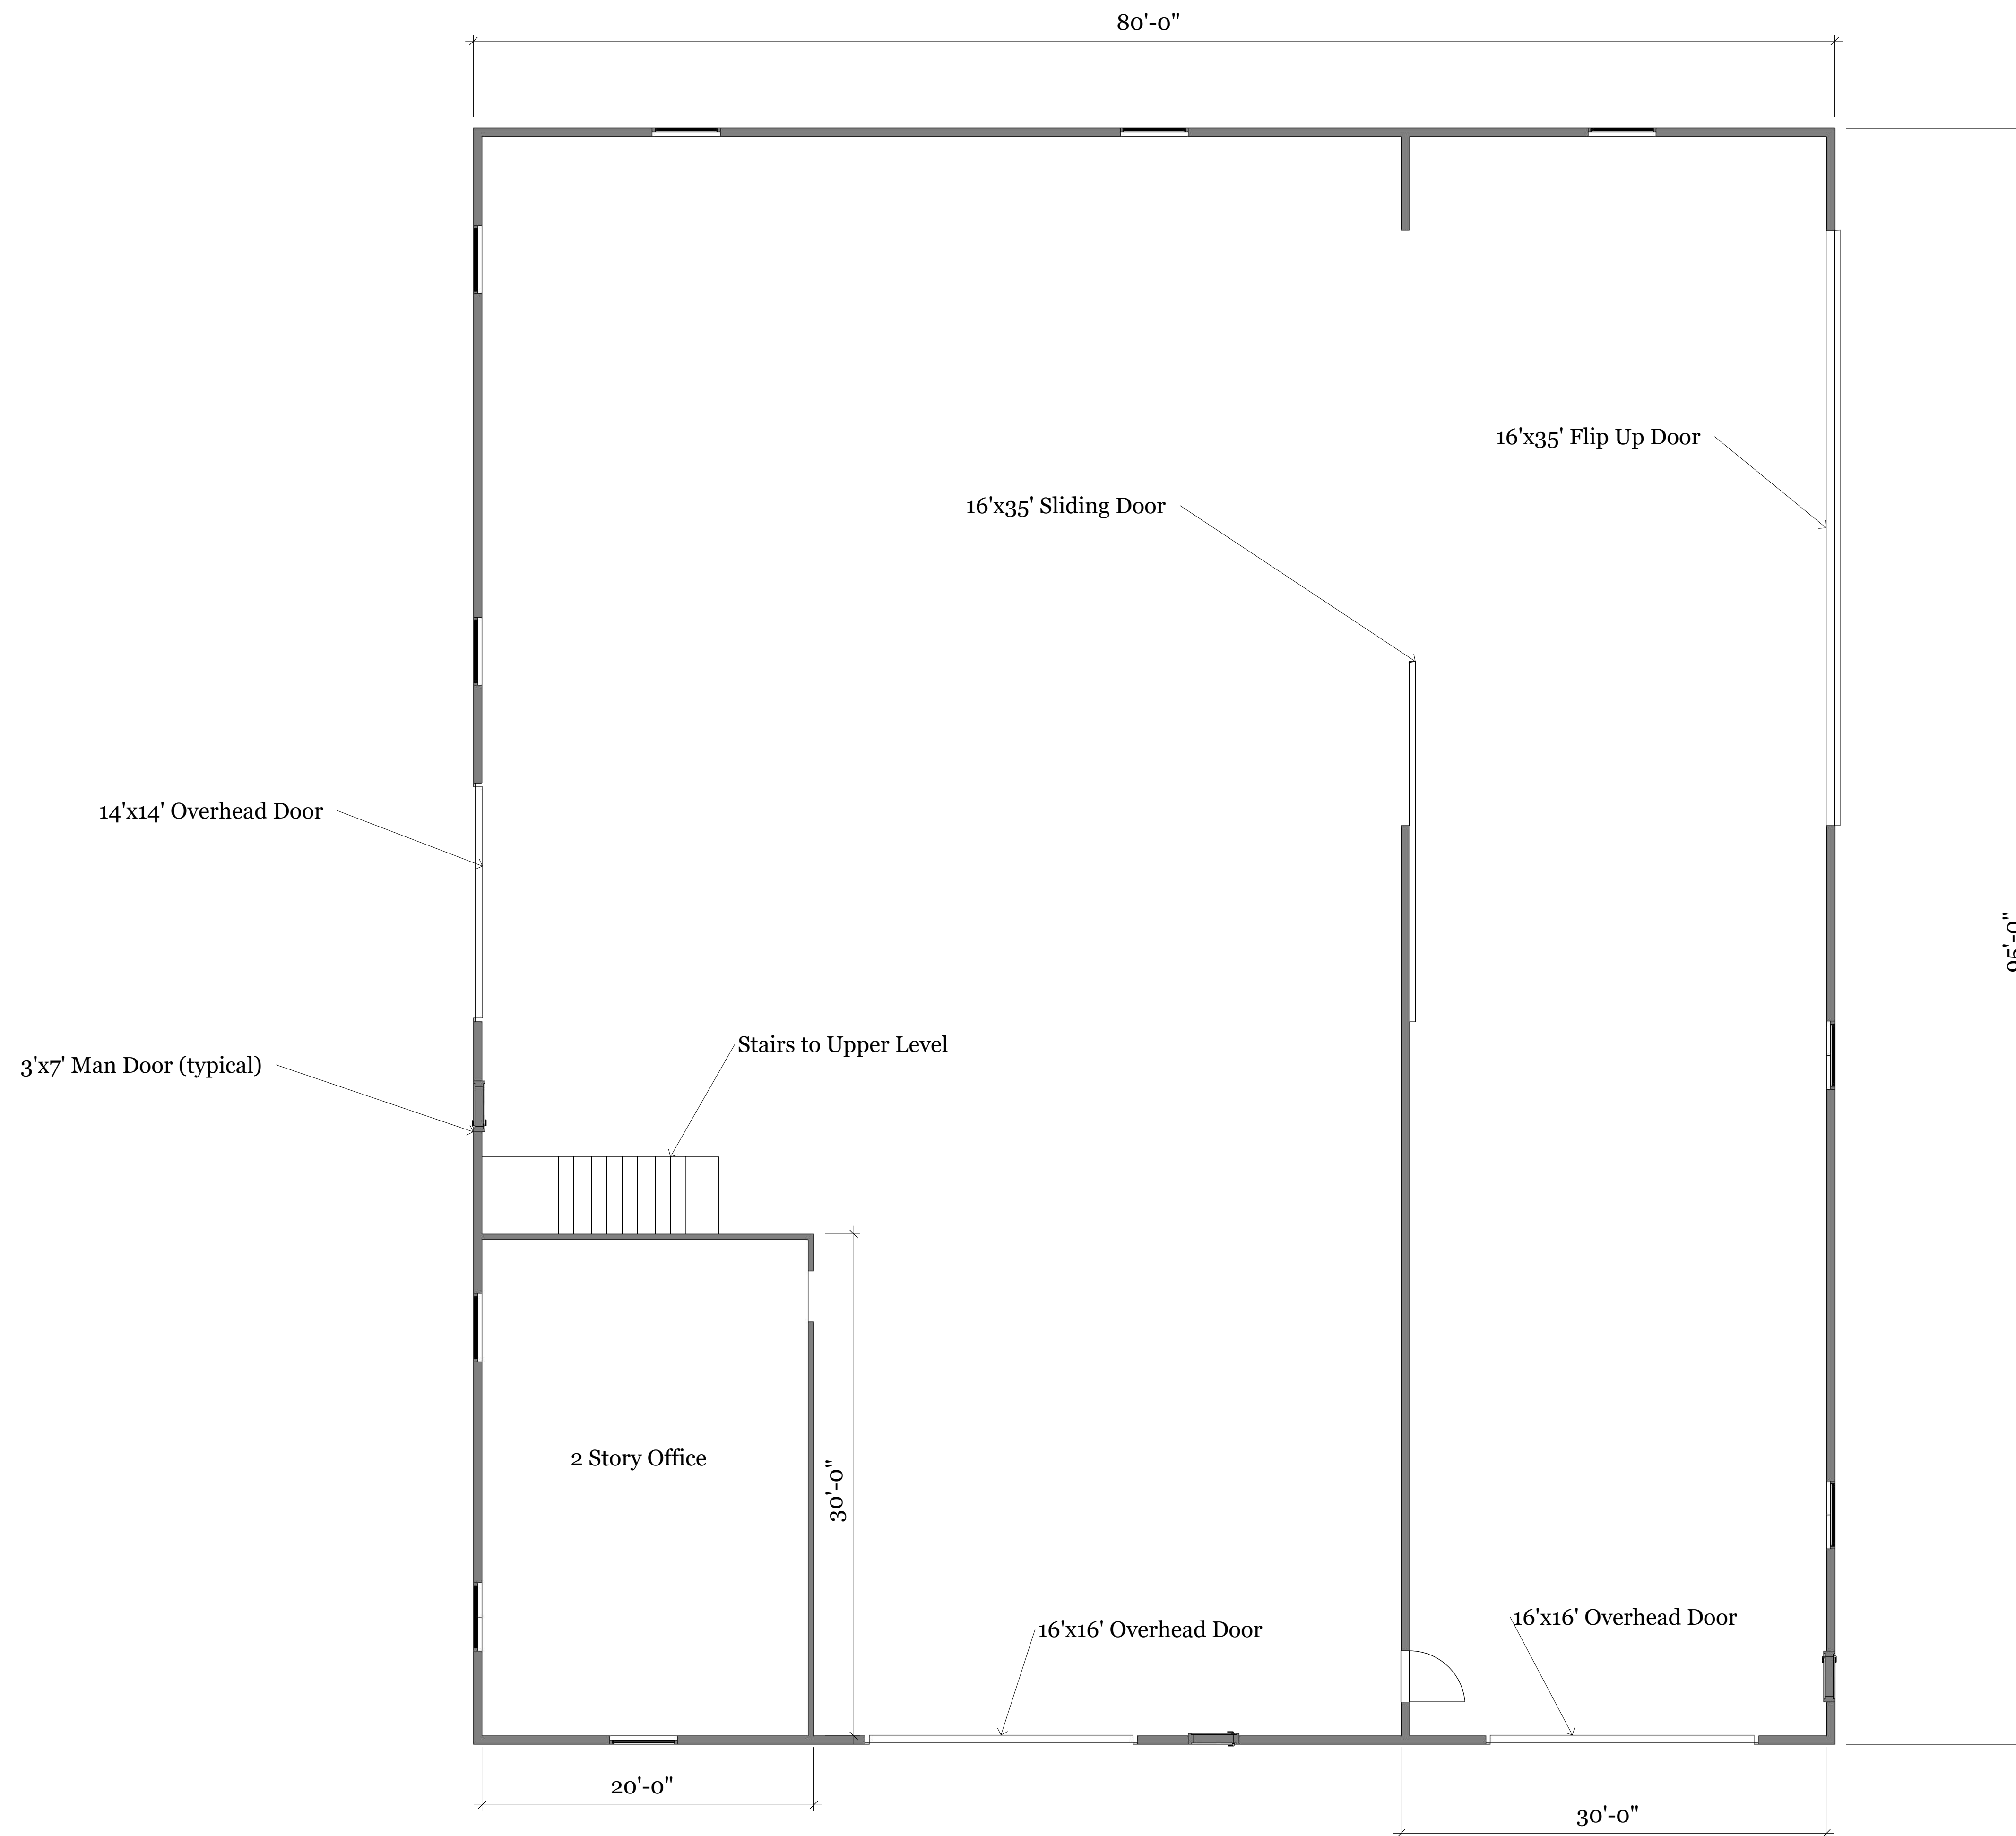 80'-0"
16'x35' Flip Up Door
16'x35' Sliding Door
14'x14' Overhead Door
95'-0"
Stairs to Upper Level
3'x7' Man Door (typical)
2 Story Office
30'-0"
16'x16' Overhead Door
16'x16' Overhead Door
20'-0"
30'-0"